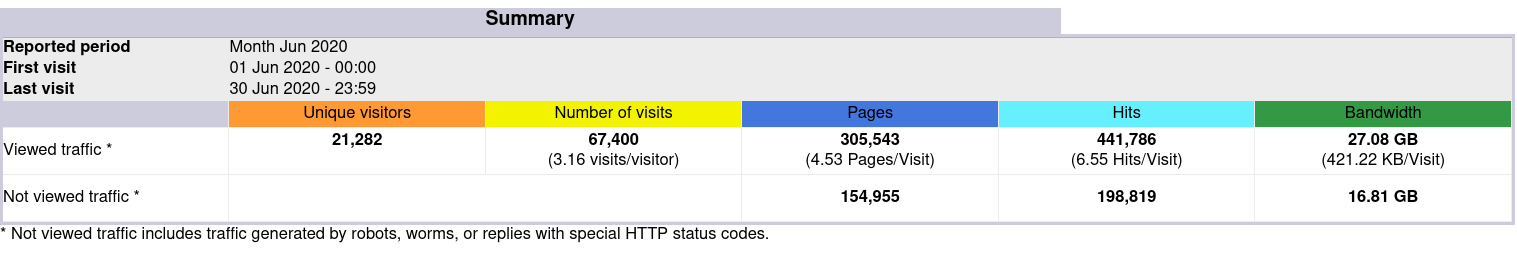 Summary
Reported period Month Jun 2020
First visit 01 Jun 2020 - 00:00
Last visit 30 Jun 2020 - 23:59
Unique visitors Number of visits Pages Hits Bandwidth
Viewed traffic * 21,282 67,400 305,543 441,786 27.08 GB
(3.16 visits/visitor) (4.53 Pages/Visit) (6.55 Hits/Visit) (421.22 KB/Visit)
Not viewed traffic * 154,955 198,819 16.81 GB
* Not viewed traffic includes traffic generated by robots, worms, or replies with special HTTP status codes.